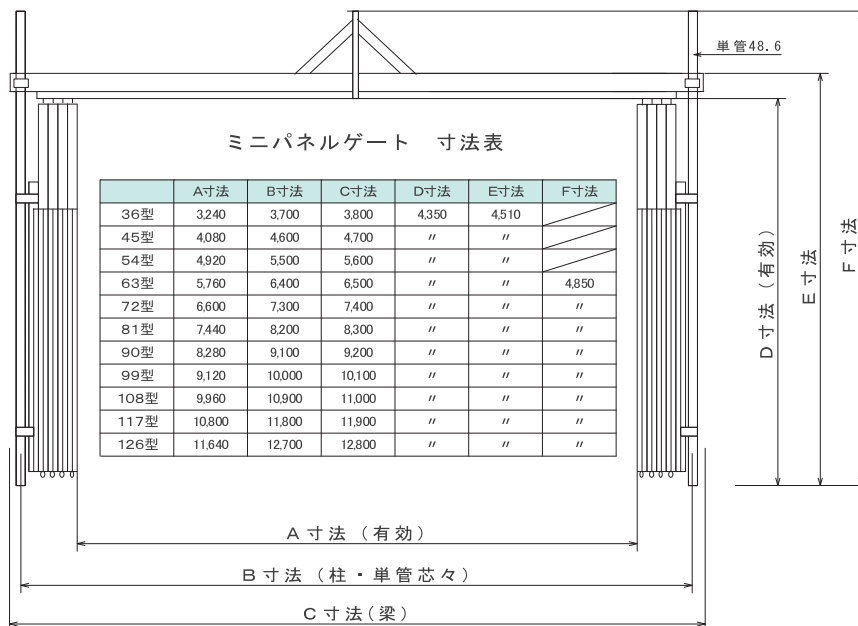 単管48.6
ミニパネルゲート 寸法表
A寸法 B寸法 C寸法 D寸法 E寸法 F寸法
36型 3,240 3,700 3,800 4,350 4,510
45型 4,080 4,600 4,700 〃 〃
54型 4,920 5,500 5,600 〃 〃
63型 5,760 6,400 6,500 〃 〃 4,850
72型 6,600 7,300 7,400 〃 〃 〃
81型 7,440 8,200 8,300 〃 〃 〃
90型 8,280 9,100 9,200 〃 〃 〃
99型 9,120 10,000 10,100 〃 〃 〃
108型 9,960 10,900 11,000 〃 〃 〃
117型 10,800 11,800 11,900 〃 〃 〃
126型 11,640 12,700 12,800 〃 〃 〃
D寸法(有効)
E寸法
F寸法
A寸法(有効)
B寸法(柱・単管芯々)
C寸法(梁)